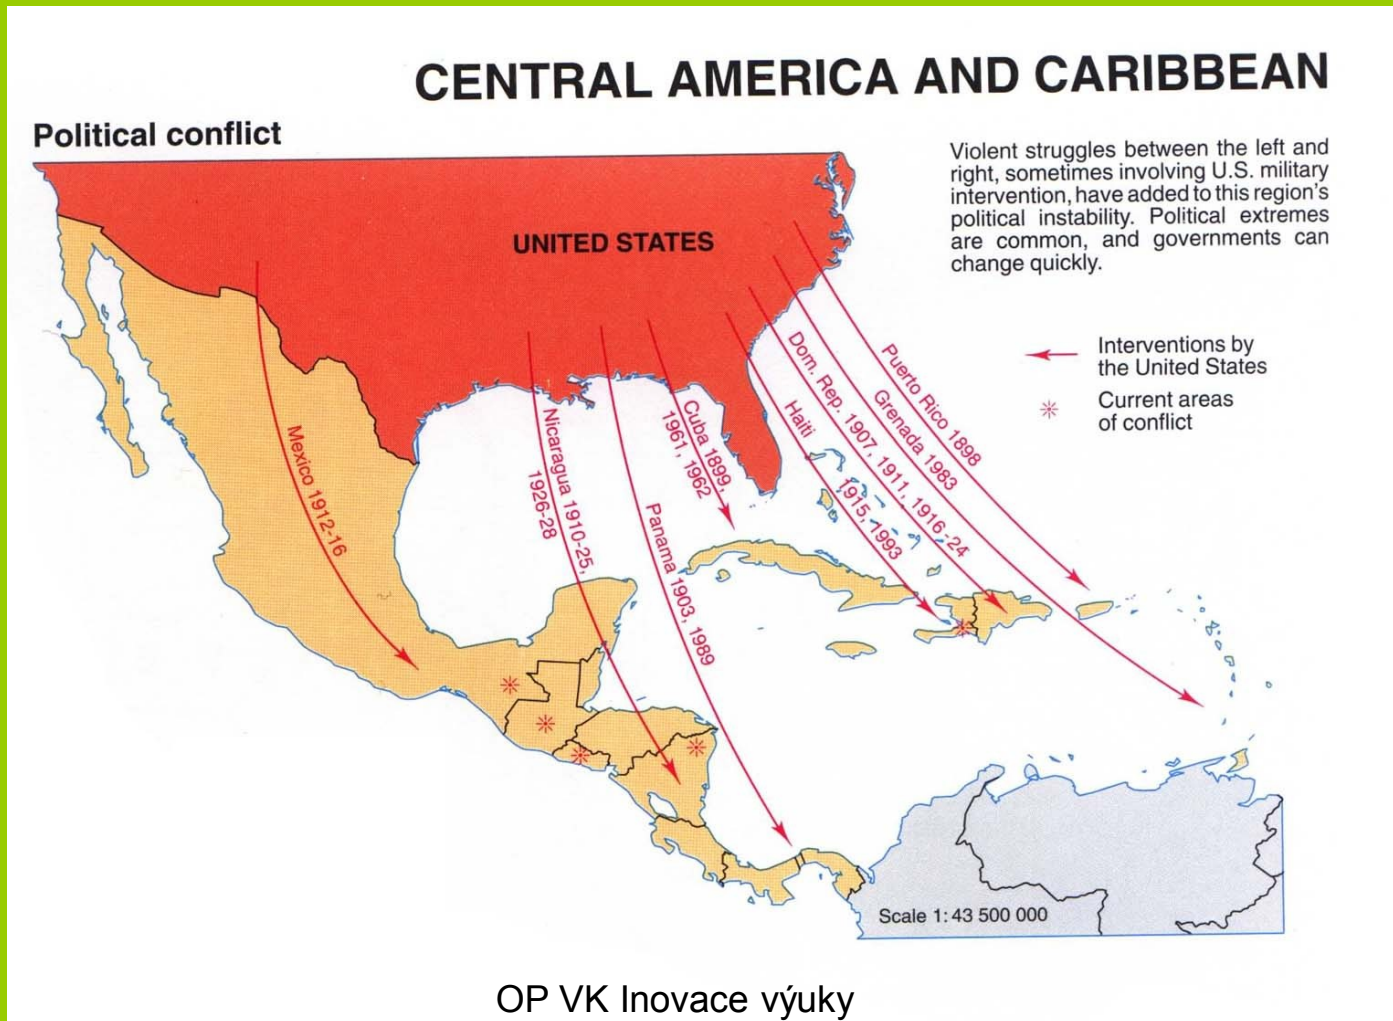 CENTRAL AMERICA AND CARIBBEAN
Political conflict
Violent struggles between the left and
right, sometimes involving U.S. military
intervention, have added to this region's
political instability. Political extremes
are common, and governments can
change quickly.
UNITED STATES
Interventions by
the United States
Current areas
of conflict
Mexico 1912-16
Nicaragua 1910-25,
1926-28
Panama 1903, 1989
Cuba 1899,
1961, 1962
Haiti
1915, 1993
Dom. Rep. 1907, 1911, 1916-24
Grenada 1983
Puerto Rico 1898
Scale 1: 43 500 000
OP VK Inovace výuky